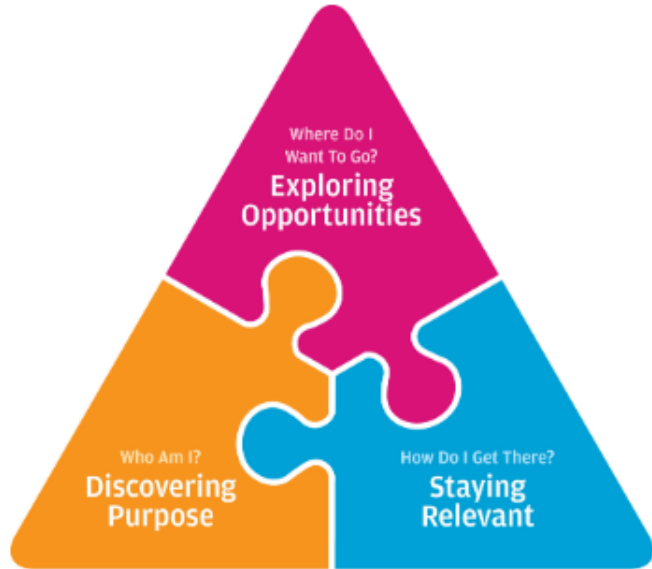 Where Do I
Want To Go?
Exploring
Opportunities
Who Am I?
Discovering
Purpose
How Do I Get There?
Staying
Relevant